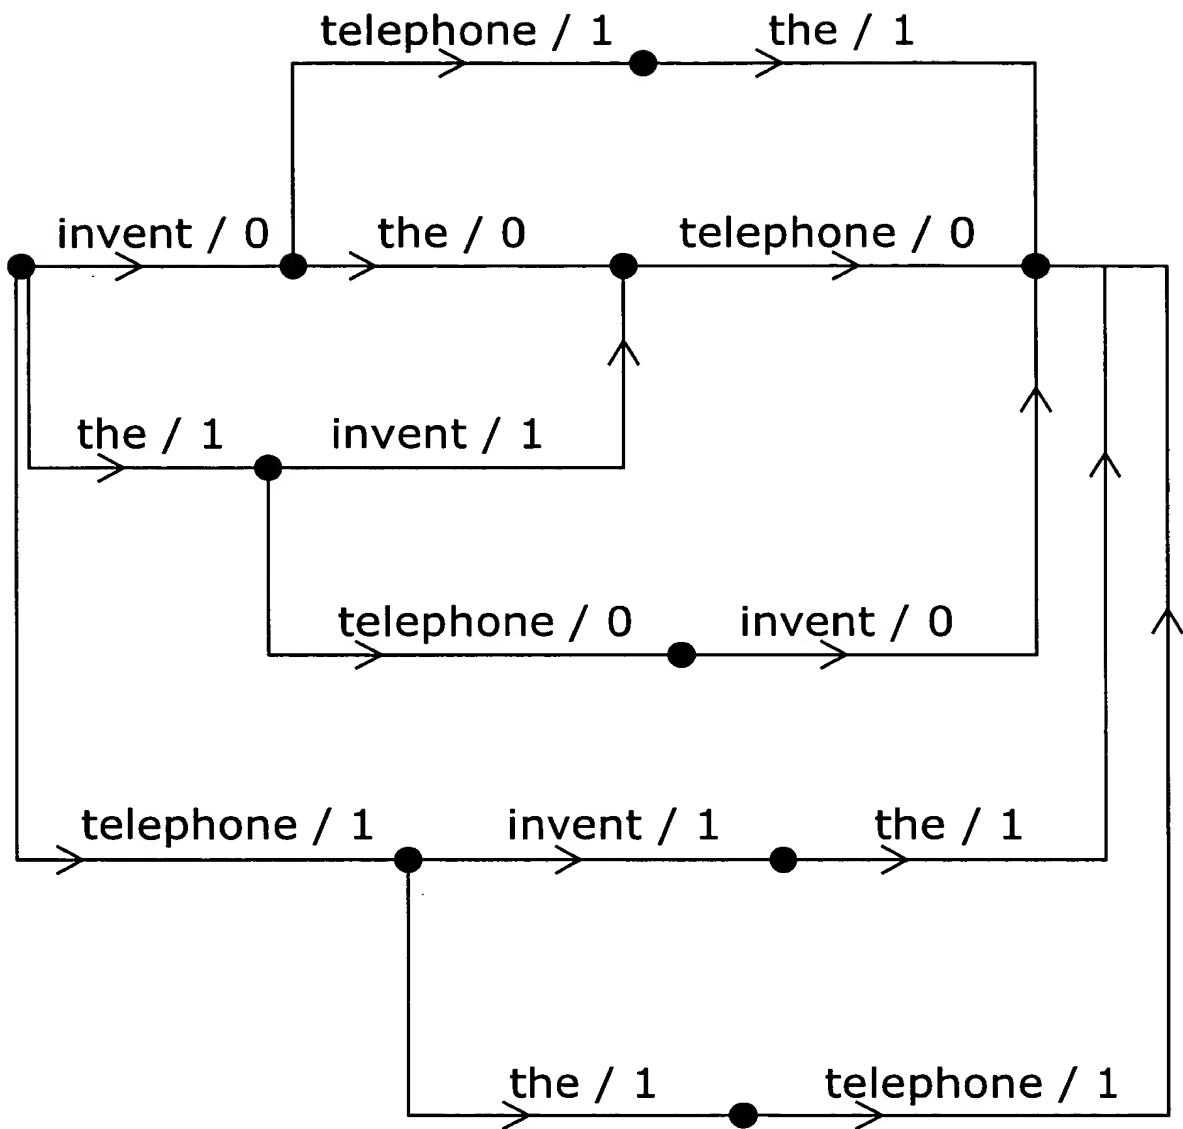 telephone / 1 the / 1
invent / 0 the / 0 telephone / 0
the / 1 invent / 1
telephone / 0 invent / 0
telephone / 1 invent / 1 the / 1
the / 1 telephone / 1